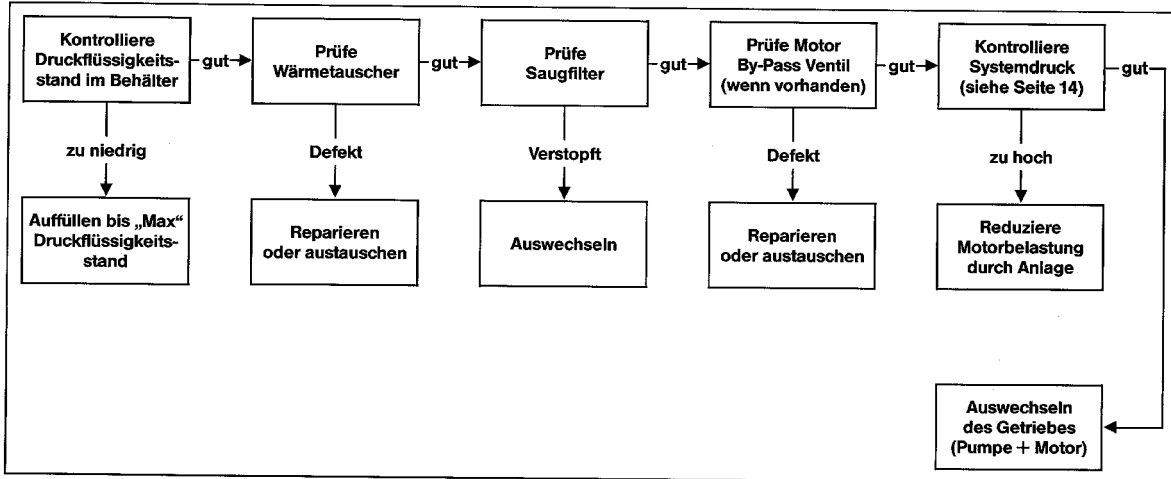 Kontrolliere
Druckflüssigkeits-
stand im Behälter
gut
Prüfe
Wärmetauscher
gut
Prüfe
Saugfilter
gut
Prüfe Motor
By-Pass Ventil
(wenn vorhanden)
gut
Kontrolliere
Systemdruck
(siehe Seite 14)
gut
zu niedrig
Defekt
Verstopft
Defekt
zu hoch
Auffüllen bis „Max“
Druckflüssigkeits-
stand
Reparieren
oder austauschen
Auswechseln
Reparieren
oder austauschen
Reduziere
Motorbelastung
durch Anlage
Auswechseln
des Getriebes
(Pumpe + Motor)